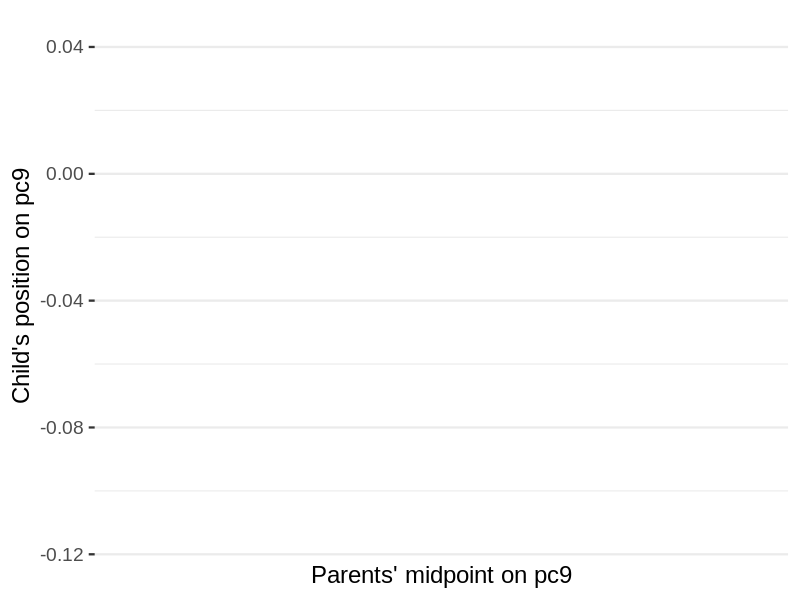 0.04
0.00
-0.04
-0.08
-0.12
Child's position on pc9
Parents' midpoint on pc9